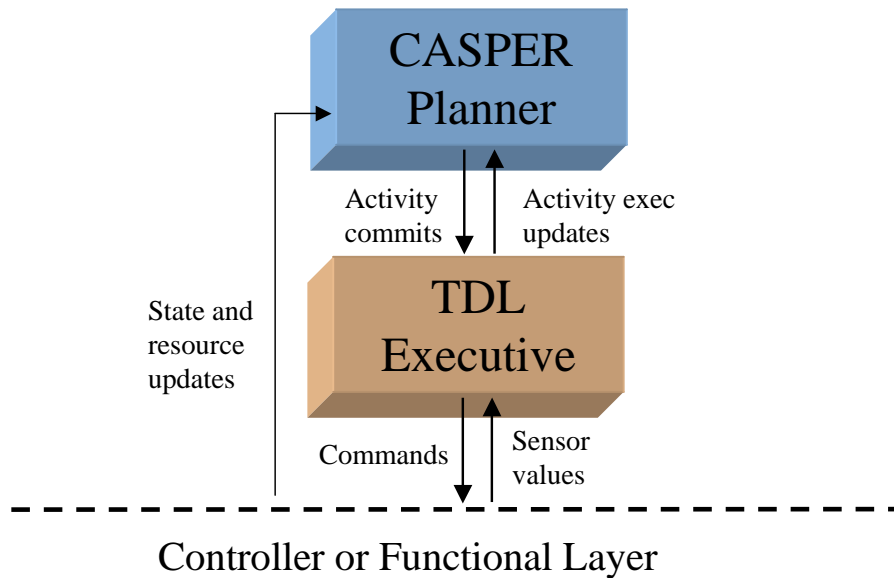 CASPER
Planner
Activity
commits
Activity exec
updates
TDL
Executive
State and
resource
updates
Commands
Sensor
values
Controller or Functional Layer